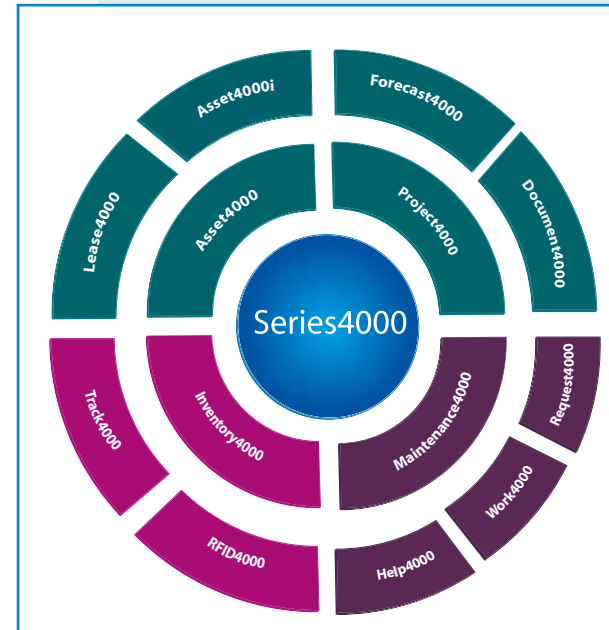 Asset4000i
Forecast4000
Lease4000
Asset4000
Project4000
Document4000
Series4000
Track4000
Inventory4000
Maintenance4000
Request4000
Work4000
RFID4000
Help4000